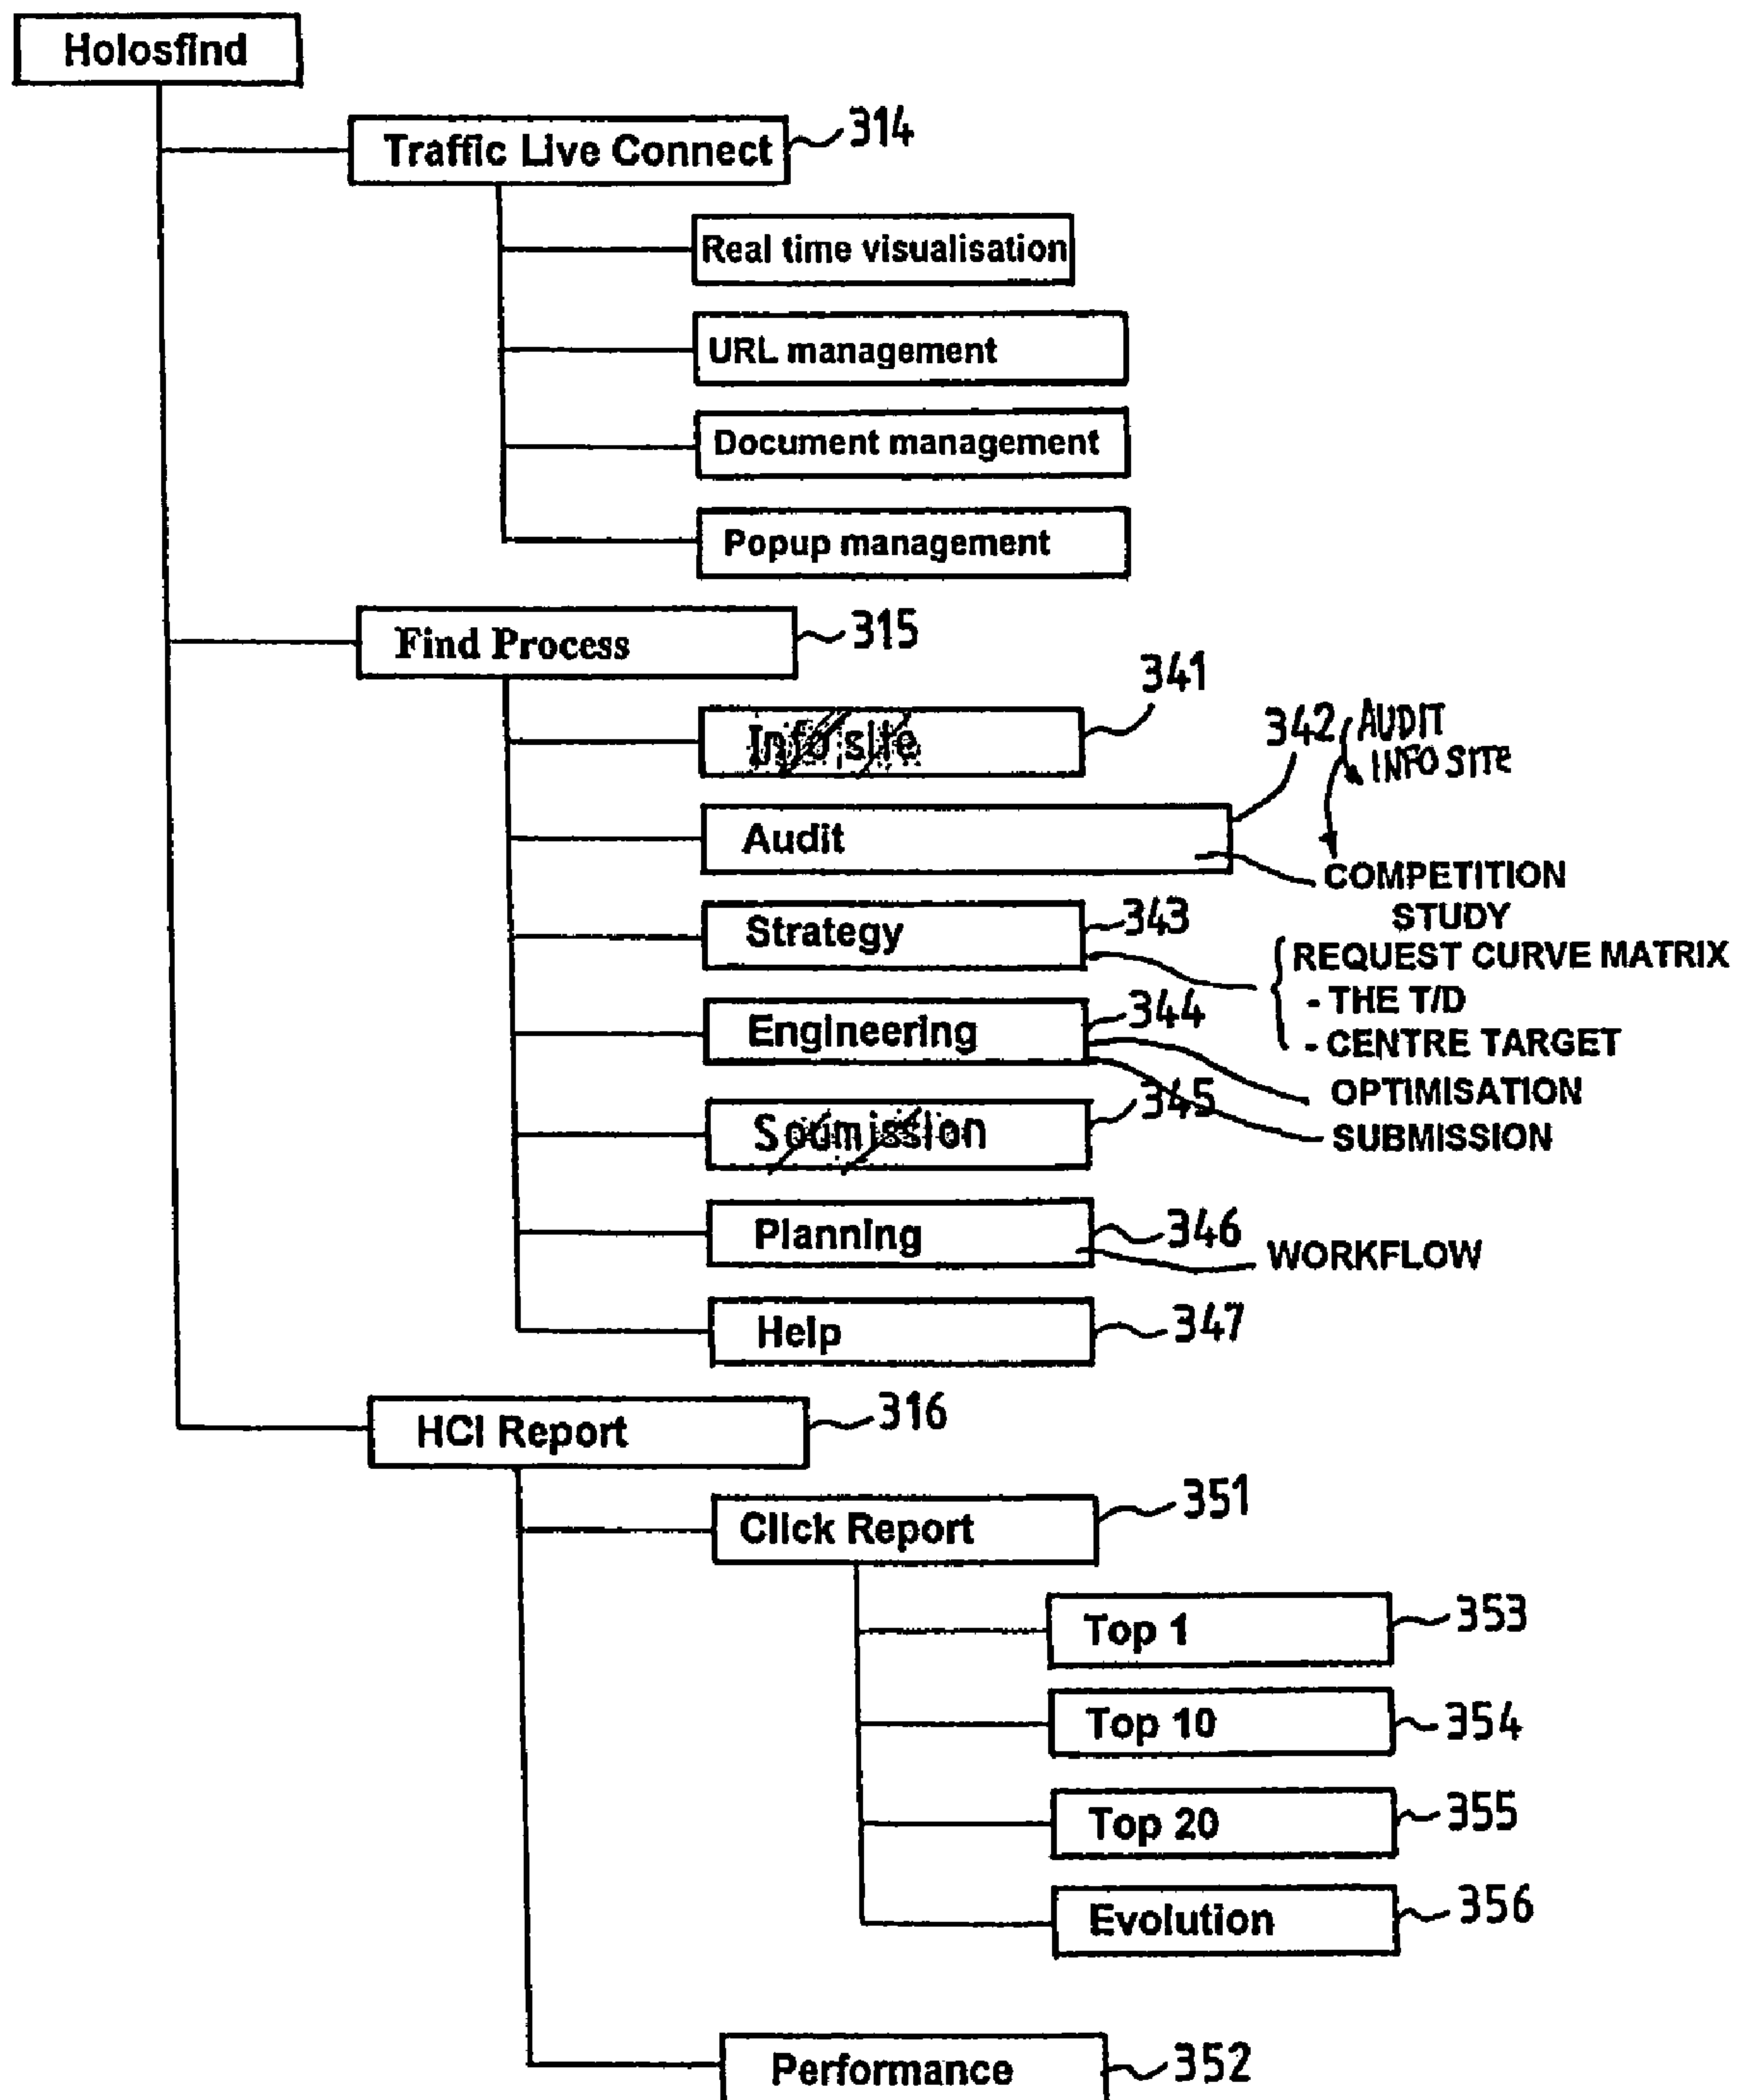 Holosfind
Traffic Live Connect
314
Real time visualisation
URL management
Document management
Popup management
Find Process
315
Info site
341
Audit
342
AUDIT
INFO SITE
COMPETITION
STUDY
Strategy
343
REQUEST CURVE MATRIX
- THE T/D
- CENTRE TARGET
Engineering
344
OPTIMISATION
SUBMISSION
Soumission
345
Planning
346
WORKFLOW
Help
347
HCI Report
316
Click Report
351
Top 1
353
Top 10
354
Top 20
355
Evolution
356
Performance
352